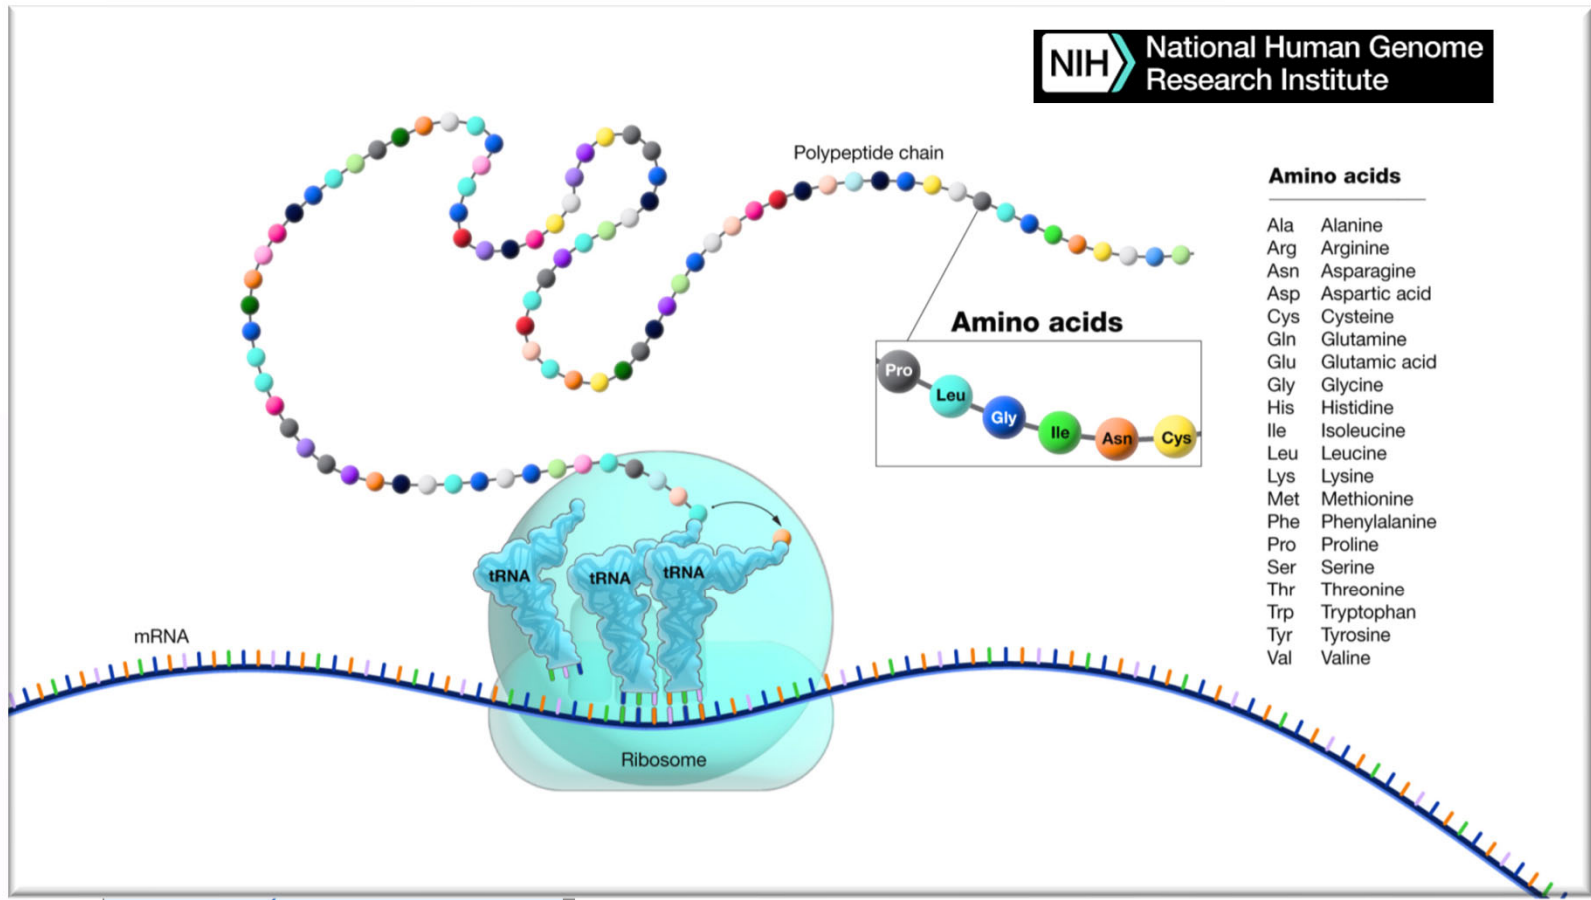 NIH
National Human Genome
Research Institute
Polypeptide chain
Amino acids
Pro
Leu
Gly
Ile
Asn
Cys
Amino acids
Ala Alanine
Arg Arginine
Asn Asparagine
Asp Aspartic acid
Cys Cysteine
Gln Glutamine
Glu Glutamic acid
Gly Glycine
His Histidine
Ile Isoleucine
Leu Leucine
Lys Lysine
Met Methionine
Phe Phenylalanine
Pro Proline
Ser Serine
Thr Threonine
Trp Tryptophan
Tyr Tyrosine
Val Valine
tRNA
tRNA
tRNA
mRNA
Ribosome